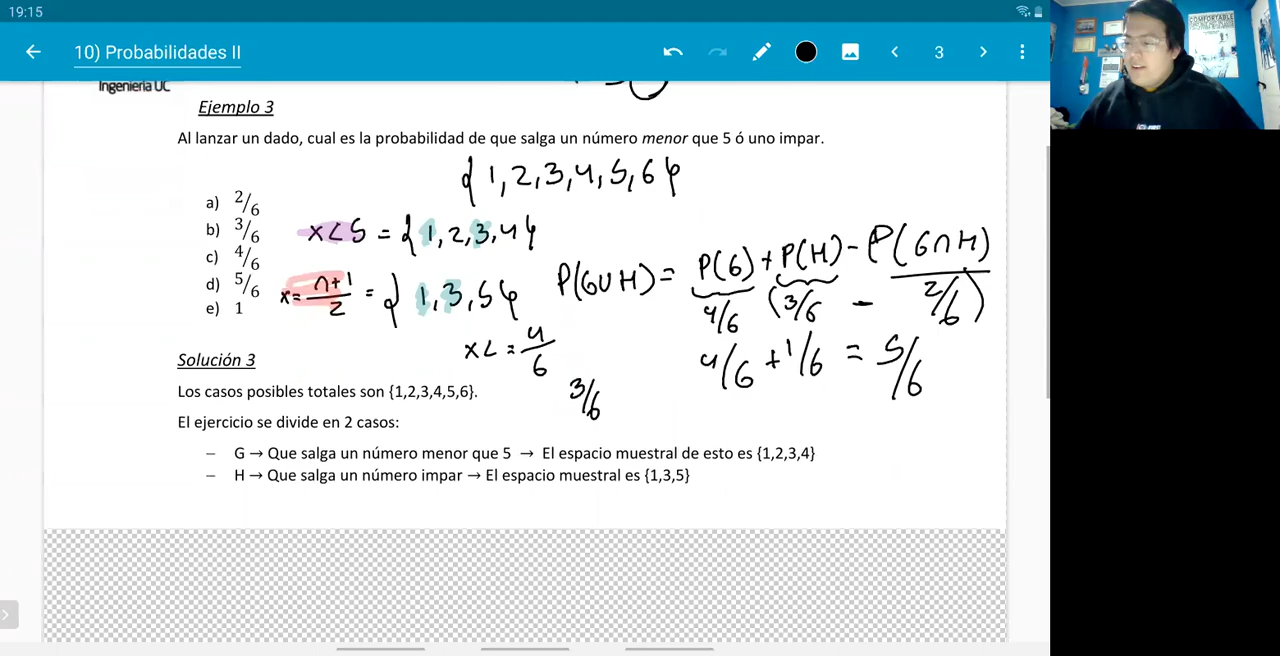 19:15
10) Probabilidades II
3
Ingeniería UC
Ejemplo 3
Al lanzar un dado, cual es la probabilidad de que salga un número menor que 5 ó uno impar.
{1,2,3,4,5,6}
a) 2/6
b) 3/6
c) 4/6
d) 5/6
e) 1
x<5 = {1,2,3,4}
x= n+1/2 = {1,3,5}
P(G∪H) = P(G) + P(H) - P(G∩H)
4/6 (3/6 - 2/6)
x< = 4/6
4/6 + 1/6 = 5/6
3/6
Solución 3
Los casos posibles totales son {1,2,3,4,5,6}.
El ejercicio se divide en 2 casos:
– G → Que salga un número menor que 5 → El espacio muestral de esto es {1,2,3,4}
– H → Que salga un número impar → El espacio muestral es {1,3,5}
COMFORTABLE